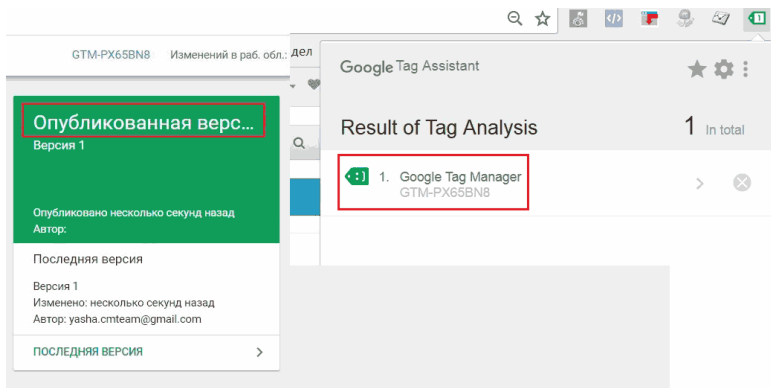 GTM-PX65BN8 Изменений в раб. обл.:
Опубликованная верс...
Версия 1
Опубликовано несколько секунд назад
Автор:
Последняя версия
Версия 1
Изменено: несколько секунд назад
Автор: yasha.cmteam@gmail.com
ПОСЛЕДНЯЯ ВЕРСИЯ
дел
1
Google Tag Assistant
Result of Tag Analysis 1 In total
1. Google Tag Manager
GTM-PX65BN8